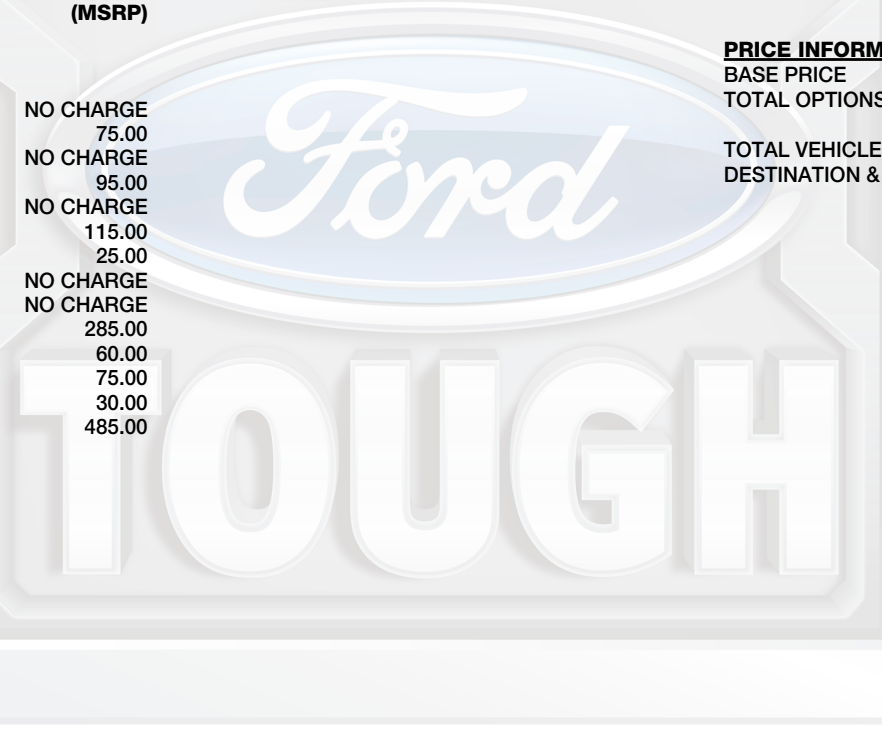 (MSRP)
NO CHARGE
75.00
NO CHARGE
95.00
NO CHARGE
115.00
25.00
NO CHARGE
NO CHARGE
285.00
60.00
75.00
30.00
485.00
PRICE INFORM
BASE PRICE
TOTAL OPTIONS
TOTAL VEHICLE
DESTINATION &
Ford
TOUGH